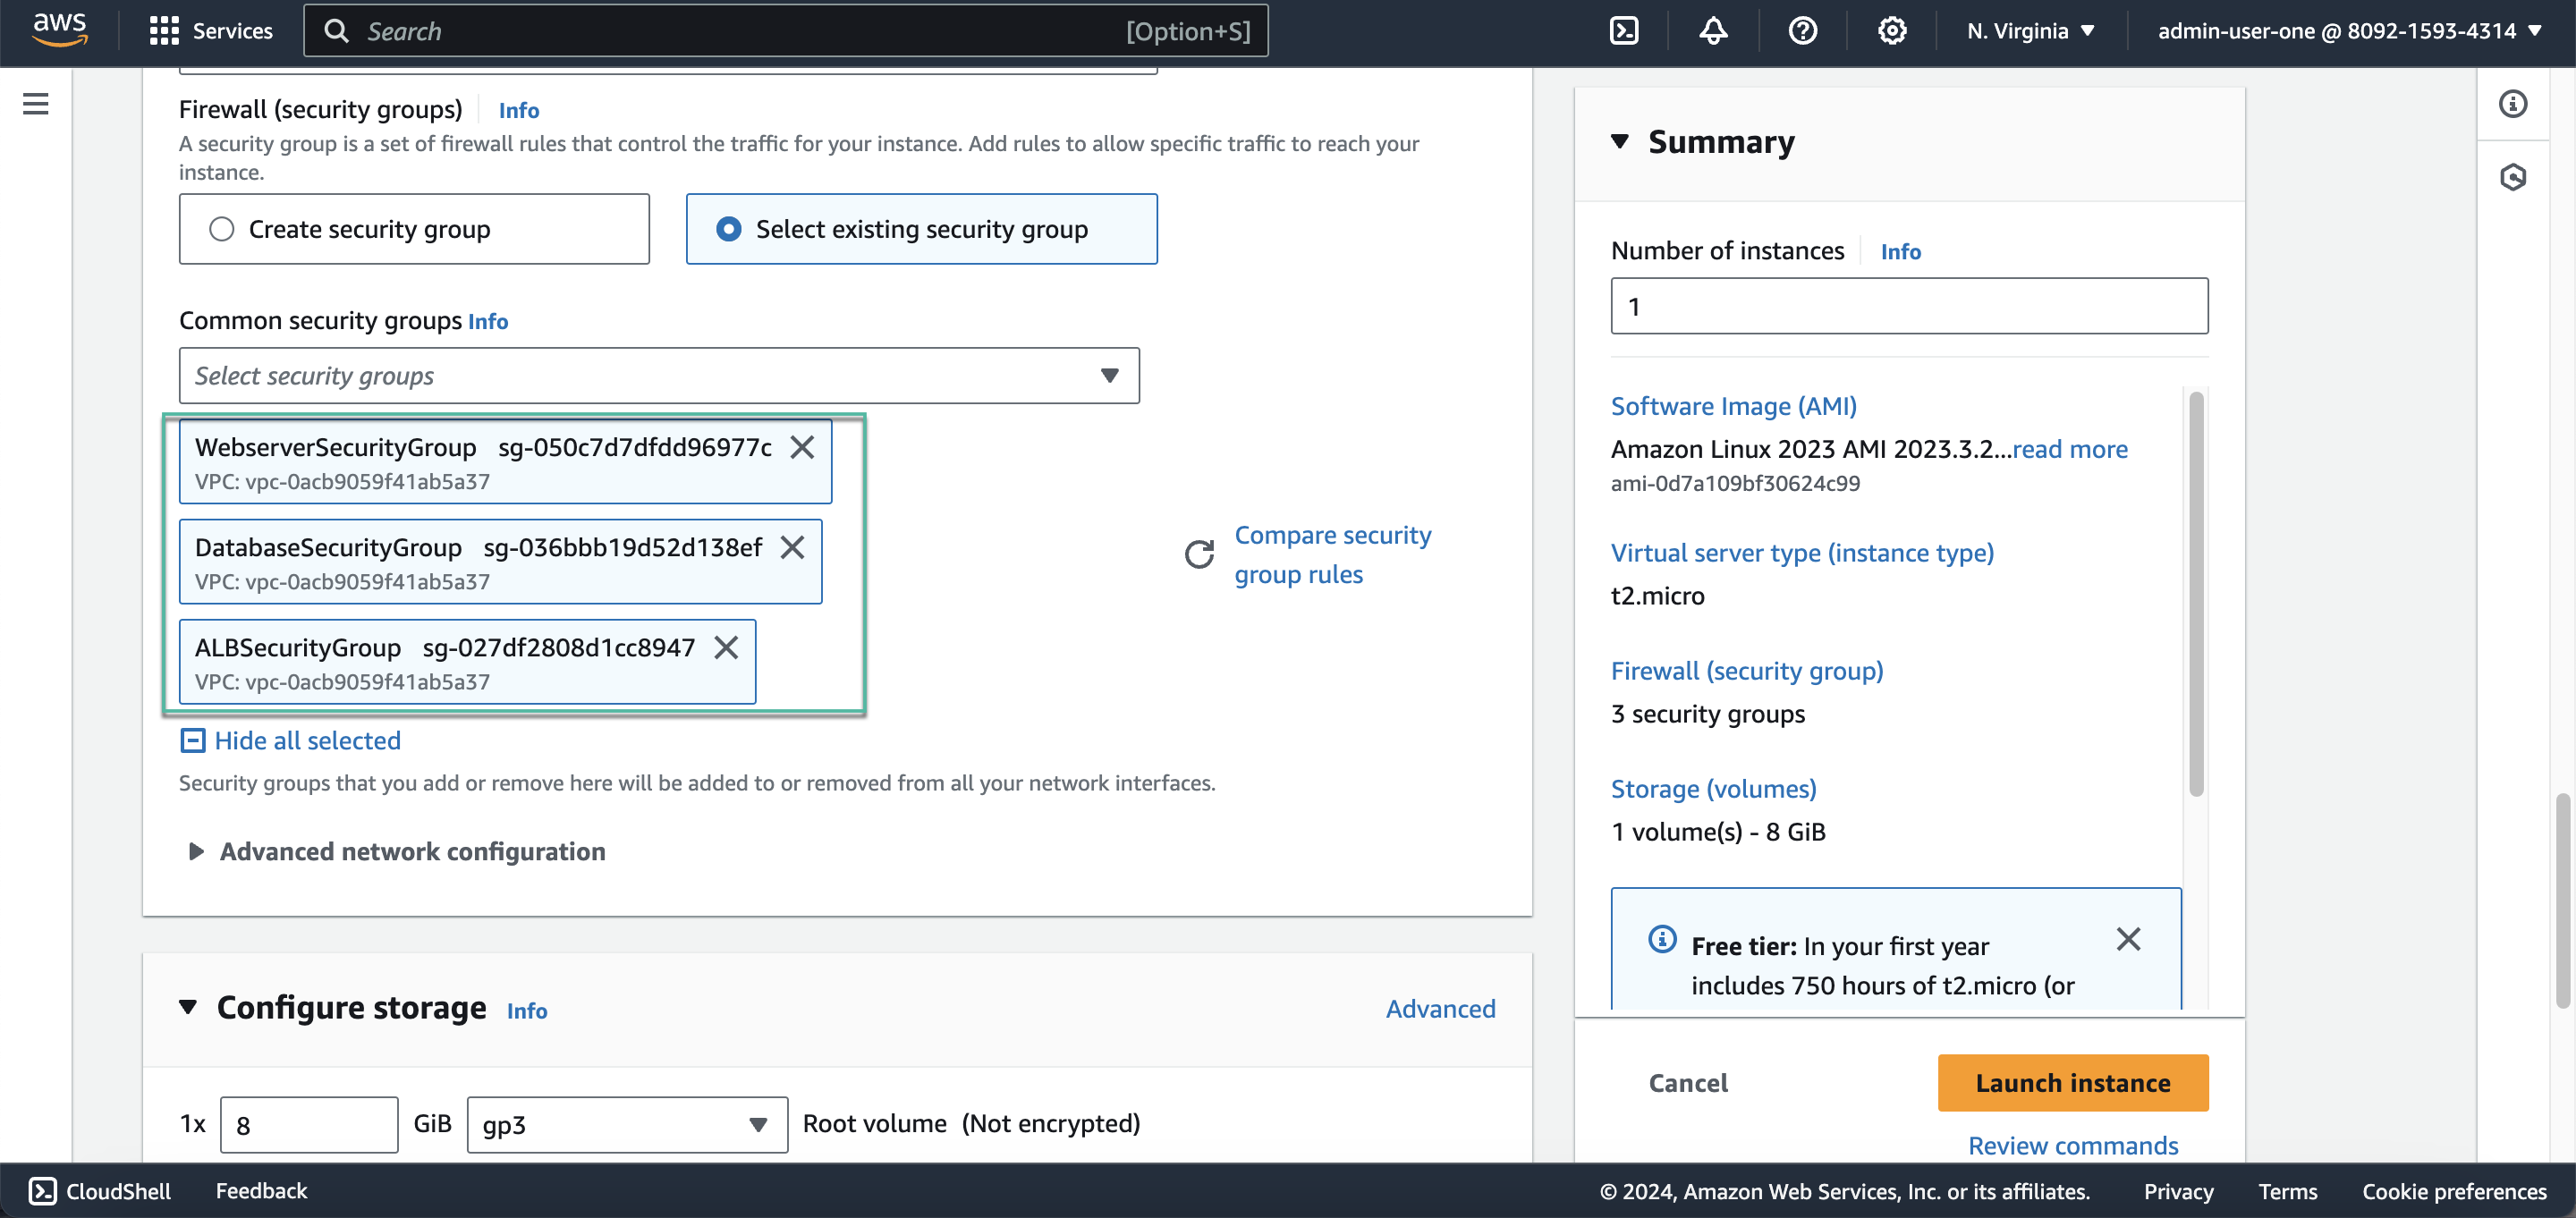 aws
Services
Search
[Option+S]
N. Virginia
admin-user-one @ 8092-1593-4314
Firewall (security groups)
Info
A security group is a set of firewall rules that control the traffic for your instance. Add rules to allow specific traffic to reach your
instance.
Create security group
Select existing security group
Common security groups Info
Select security groups
WebserverSecurityGroup sg-050c7d7dfdd96977c
VPC: vpc-0acb9059f41ab5a37
DatabaseSecurityGroup sg-036bbb19d52d138ef
VPC: vpc-0acb9059f41ab5a37
ALBSecurityGroup sg-027df2808d1cc8947
VPC: vpc-0acb9059f41ab5a37
Compare security
group rules
Hide all selected
Security groups that you add or remove here will be added to or removed from all your network interfaces.
Advanced network configuration
Configure storage
Info
Advanced
1x
8
GiB
gp3
Root volume (Not encrypted)
Summary
Number of instances
Info
1
Software Image (AMI)
Amazon Linux 2023 AMI 2023.3.2...read more
ami-0d7a109bf30624c99
Virtual server type (instance type)
t2.micro
Firewall (security group)
3 security groups
Storage (volumes)
1 volume(s) - 8 GiB
Free tier: In your first year
includes 750 hours of t2.micro (or
Cancel
Launch instance
Review commands
CloudShell
Feedback
© 2024, Amazon Web Services, Inc. or its affiliates.
Privacy
Terms
Cookie preferences